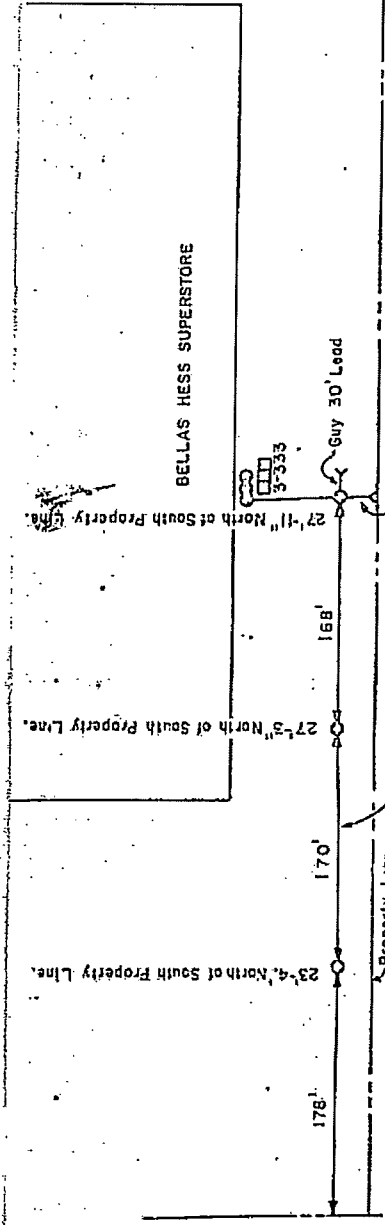 BELLAS HESS SUPERSTORE
3-333
Guy 30' Lead
27'-11" North of South Property Line.
168'
27'-3" North of South Property Line.
170'
23'-4" North of South Property Line.
178'
Property Line